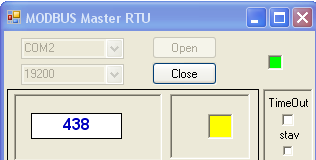 MODBUS Master RTU
COM2
Open
19200
Close
TimeOut
438
stav